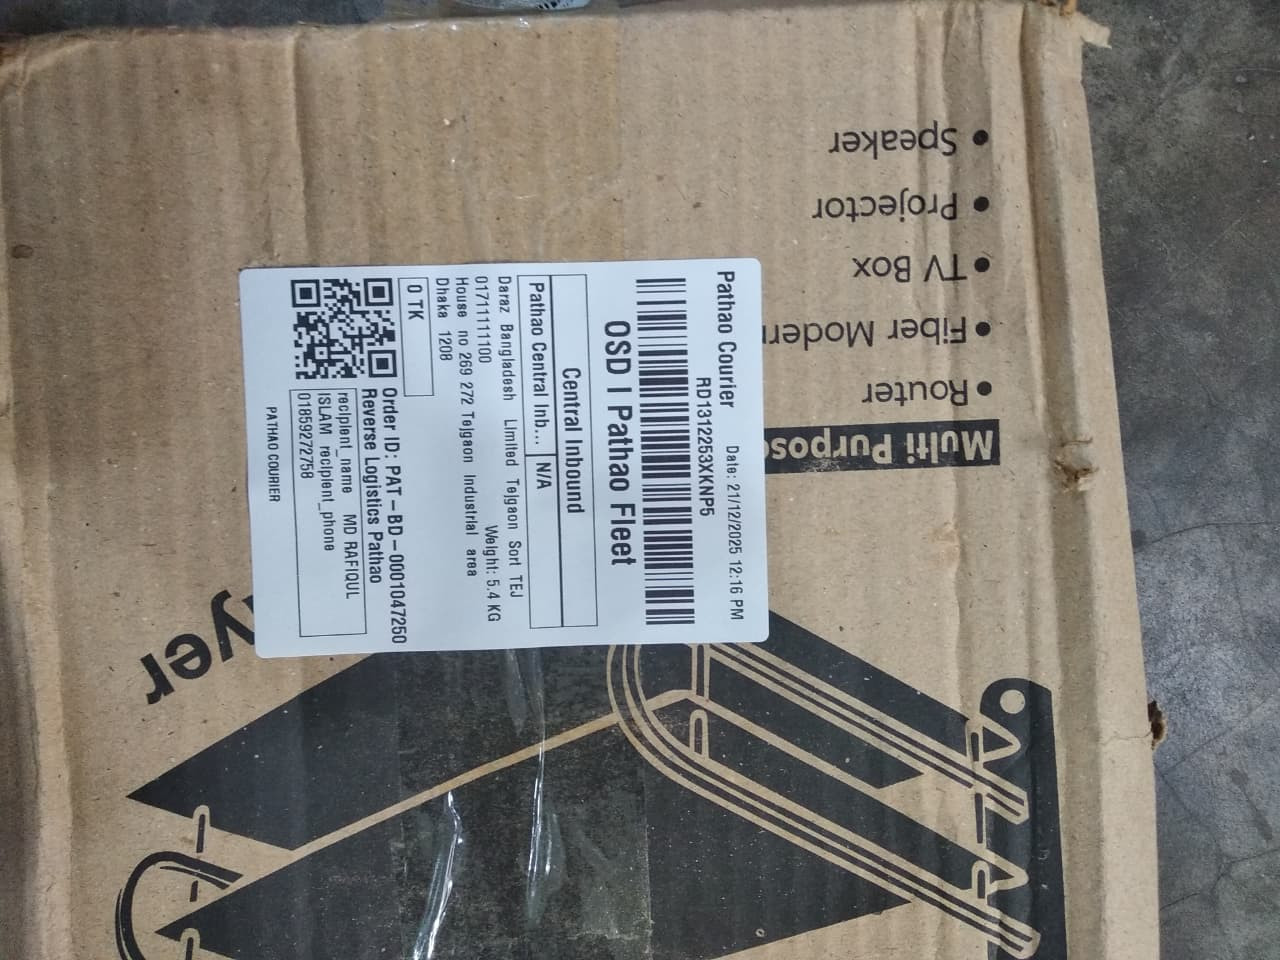 Pathao Courier
Date: 21/12/2025 12:16 PM
RD1312253XKNP5
OSD | Pathao Fleet
Central Inbound
Pathao Central Inb... N/A
Daraz Bangladesh Limited Tejgaon Sort TEJ
01711111100 Weight: 5.4 KG
House no 269 272 Tejgaon Industrial area
Dhaka 1208
0 TK
Order ID: PAT-BD-0001047250
Reverse Logistics Pathao
recipient_name MD RAFIQUL
ISLAM recipient_phone
01859272758
PATHAO COURIER
Multi Purpose
• Router
• Fiber Modem
• TV Box
• Projector
• Speaker